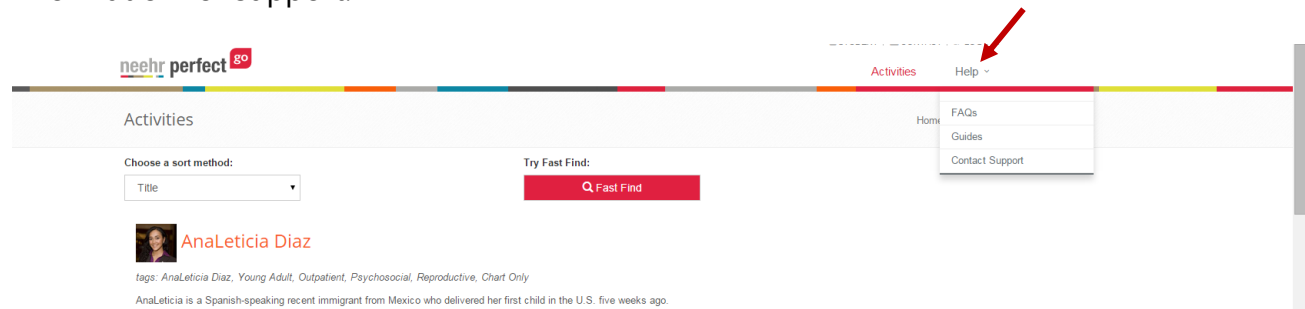 neehr perfect go
Activities Help
Activities
Home
FAQs
Guides
Contact Support
Choose a sort method:
Try Fast Find:
Title
Fast Find
AnaLeticia Diaz
tags: AnaLeticia Diaz, Young Adult, Outpatient, Psychosocial, Reproductive, Chart Only
AnaLeticia is a Spanish-speaking recent immigrant from Mexico who delivered her first child in the U.S. five weeks ago.